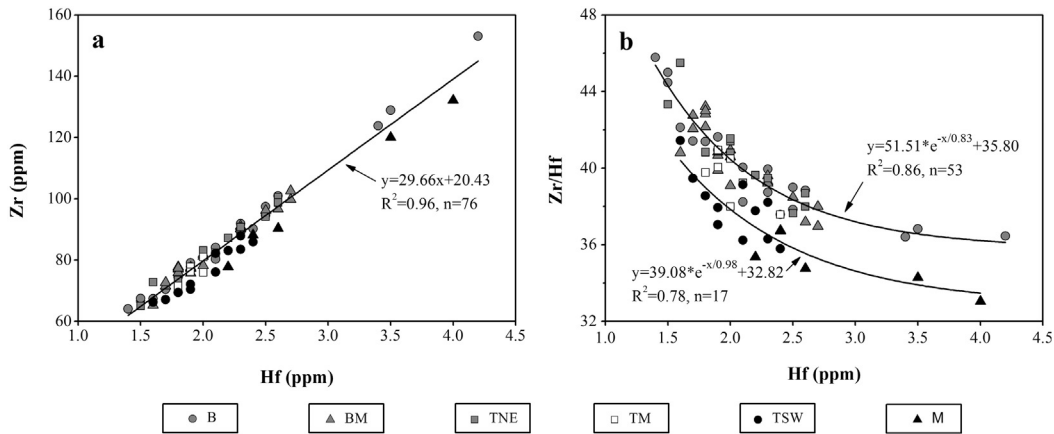 a
160
140
120
100
80
60
Zr (ppm)
y=29.66x+20.43
R²=0.96, n=76
1.0 1.5 2.0 2.5 3.0 3.5 4.0 4.5
Hf (ppm)
b
44
40
36
32
Zr/Hf
y=51.51*e^-x/0.83+35.80
R²=0.86, n=53
y=39.08*e^-x/0.98+32.82
R²=0.78, n=17
1.0 1.5 2.0 2.5 3.0 3.5 4.0 4.5
Hf (ppm)
B BM TNE TM TSW M